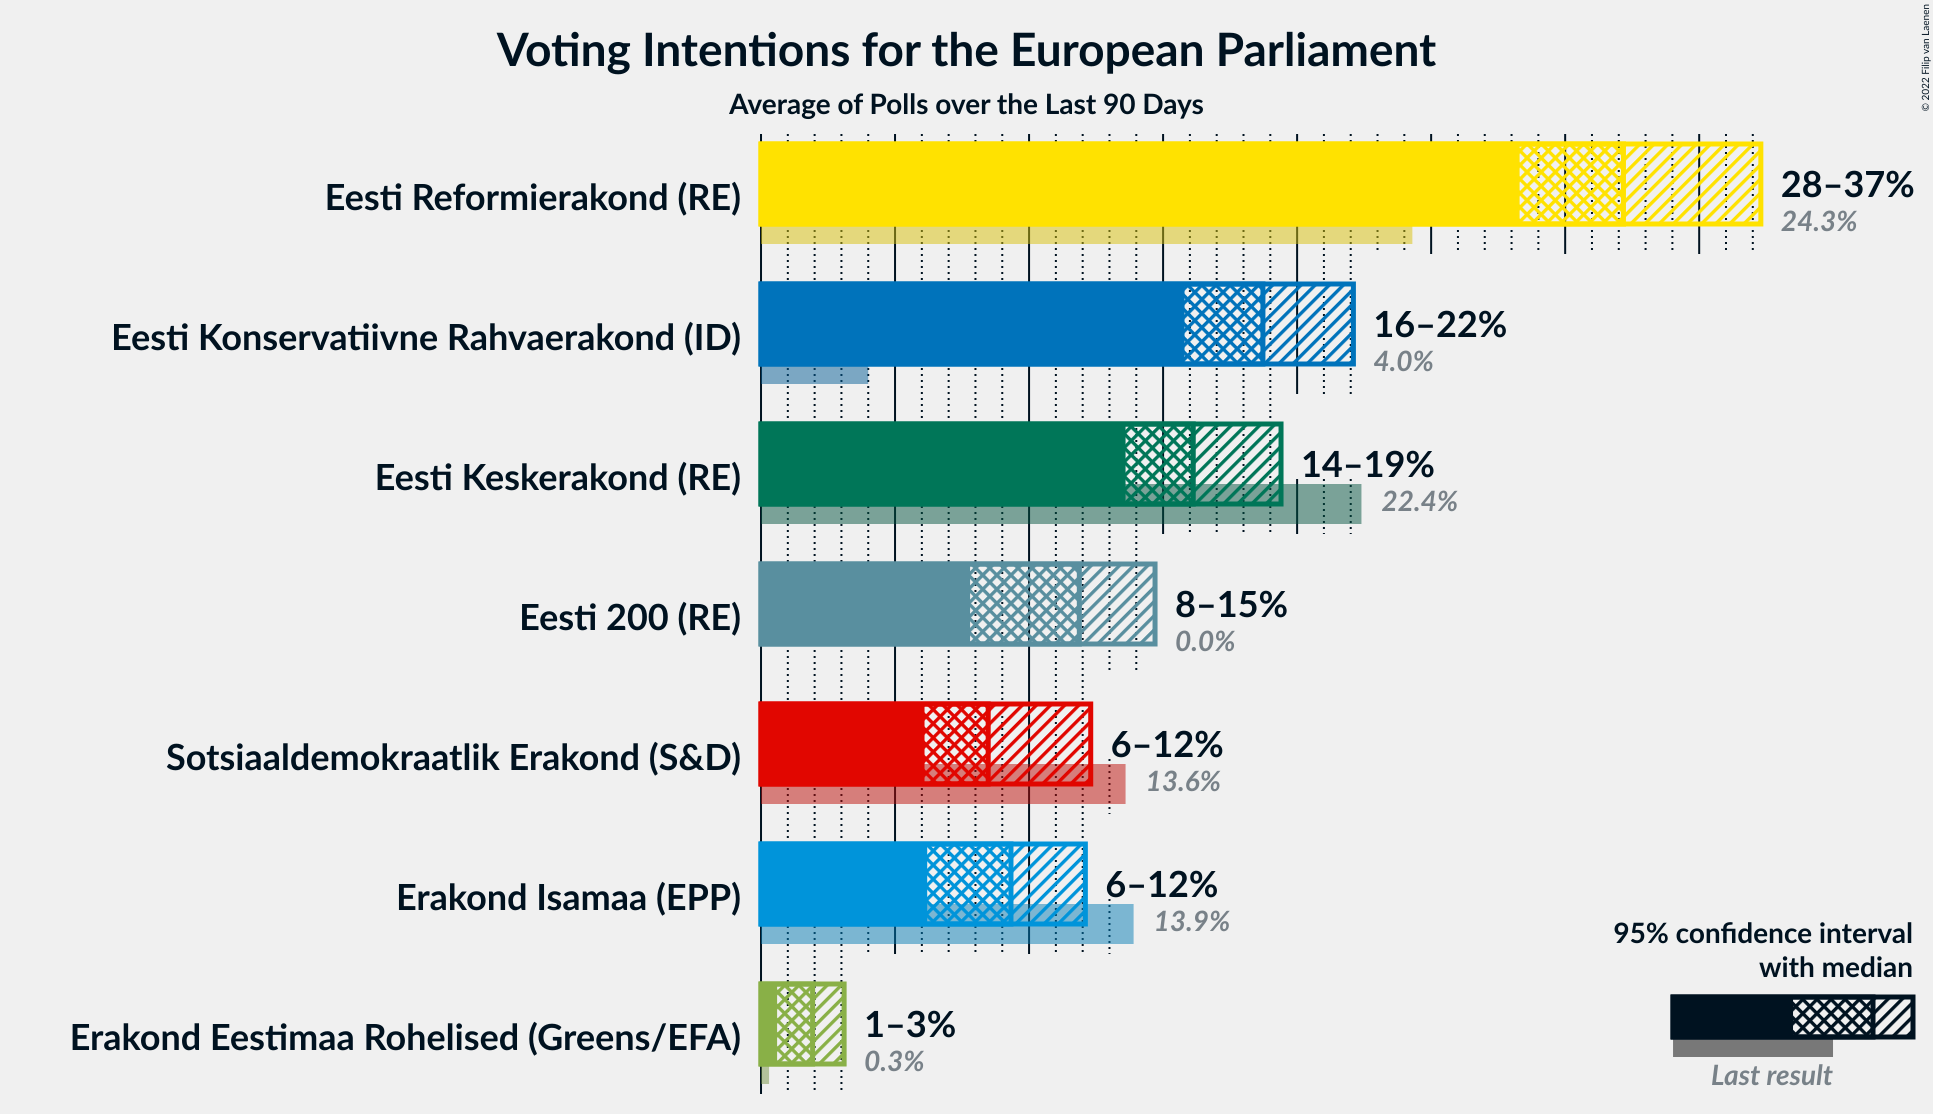 Voting Intentions for the European Parliament
Average of Polls over the Last 90 Days
© 2022 Filip van Laenen
Eesti Reformierakond (RE)
28–37%
24.3%
Eesti Konservatiivne Rahvaerakond (ID)
16–22%
4.0%
Eesti Keskerakond (RE)
14–19%
22.4%
Eesti 200 (RE)
8–15%
0.0%
Sotsiaaldemokraatlik Erakond (S&D)
6–12%
13.6%
Erakond Isamaa (EPP)
6–12%
13.9%
Erakond Eestimaa Rohelised (Greens/EFA)
1–3%
0.3%
95% confidence interval
with median
Last result